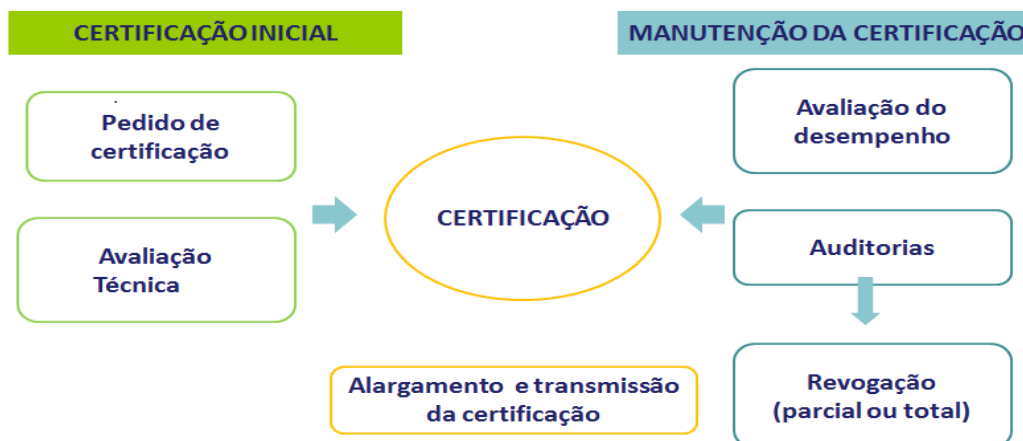 CERTIFICAÇÃO INICIAL
MANUTENÇÃO DA CERTIFICAÇÃO
Pedido de
certificação
Avaliação
Técnica
CERTIFICAÇÃO
Avaliação do
desempenho
Auditorias
Revogação
(parcial ou total)
Alargamento e transmissão
da certificação